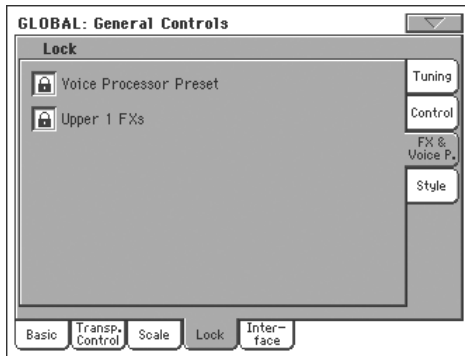 GLOBAL: General Controls
Lock
Voice Processor Preset
Upper 1 FXs
Tuning
Control
FX &
Voice P.
Style
Basic
Transp.
Control
Scale
Lock
Inter-
face